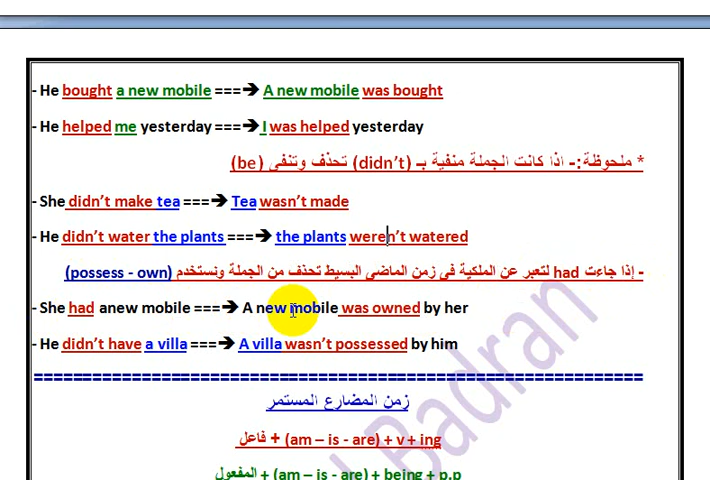 - He bought a new mobile ===➔ A new mobile was bought
- He helped me yesterday ===➔ I was helped yesterday
* ملحوظة:- اذا كانت الجملة منفية بـ (didn't) تحذف وتنفى (be)
- She didn't make tea ===➔ Tea wasn't made
- He didn't water the plants ===➔ the plants weren't watered
- إذا جاءت had لتعبر عن الملكية فى زمن الماضى البسيط تحذف من الجملة ونستخدم (possess - own)
- She had anew mobile ===➔ A new mobile was owned by her
- He didn't have a villa ===➔ A villa wasn't possessed by him
===============================================================
زمن المضارع المستمر
فاعل + (am – is - are) + v + ing
المفعول + (am – is - are) + being + p.p
Badran